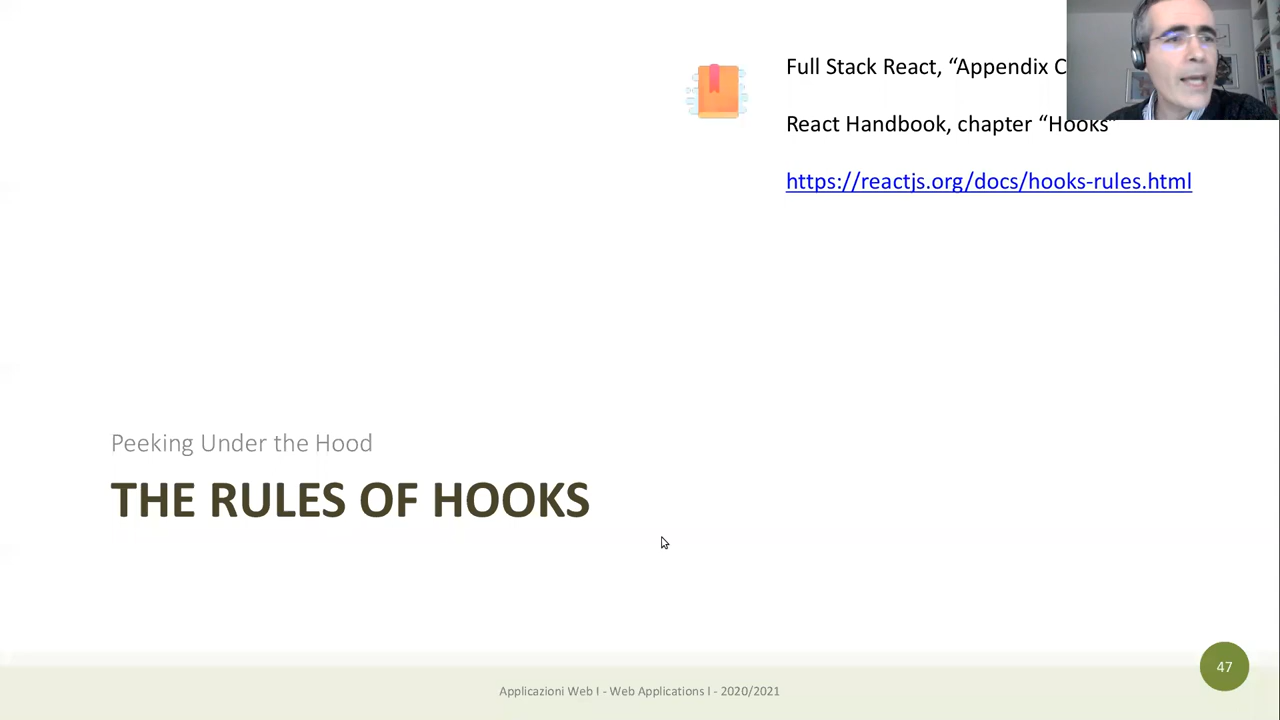 Full Stack React, “Appendix C
React Handbook, chapter “Hooks”
https://reactjs.org/docs/hooks-rules.html
Peeking Under the Hood
THE RULES OF HOOKS
47
Applicazioni Web I - Web Applications I - 2020/2021